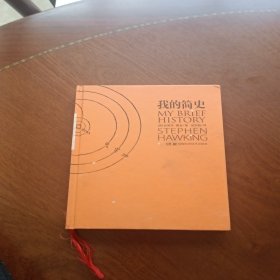 我的简史
MY BRIEF
HISTORY
STEPHEN
HAWKING